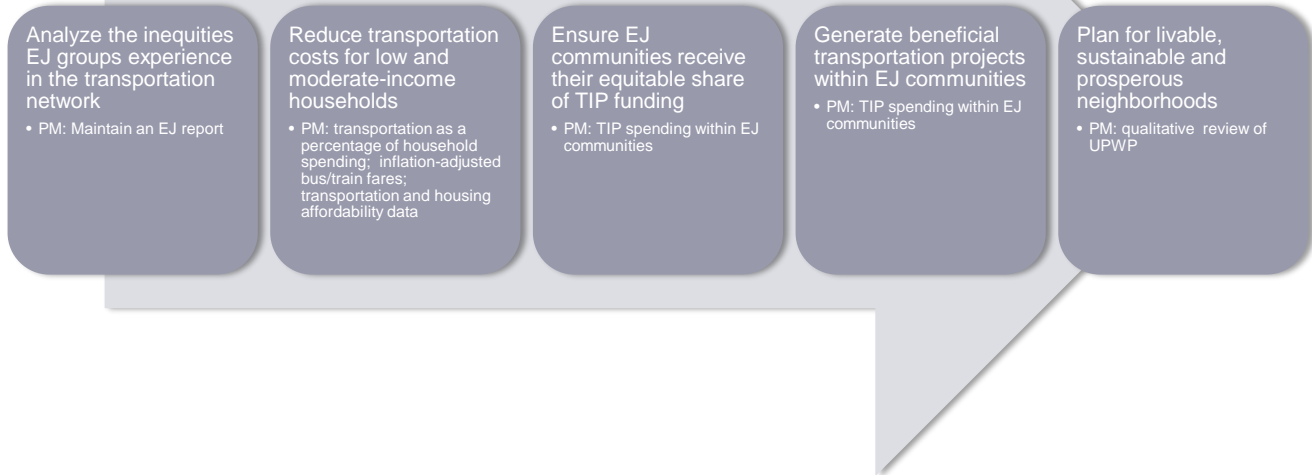 Analyze the inequities
EJ groups experience
in the transportation
network
• PM: Maintain an EJ report
Reduce transportation
costs for low and
moderate-income
households
• PM: transportation as a
percentage of household
spending;  inflation-adjusted
bus/train fares;
transportation and housing
affordability data
Ensure EJ
communities receive
their equitable share
of TIP funding
• PM: TIP spending within EJ
communities
Generate beneficial
transportation projects
within EJ communities
• PM: TIP spending within EJ
communities
Plan for livable,
sustainable and
prosperous
neighborhoods
• PM: qualitative  review of
UPWP